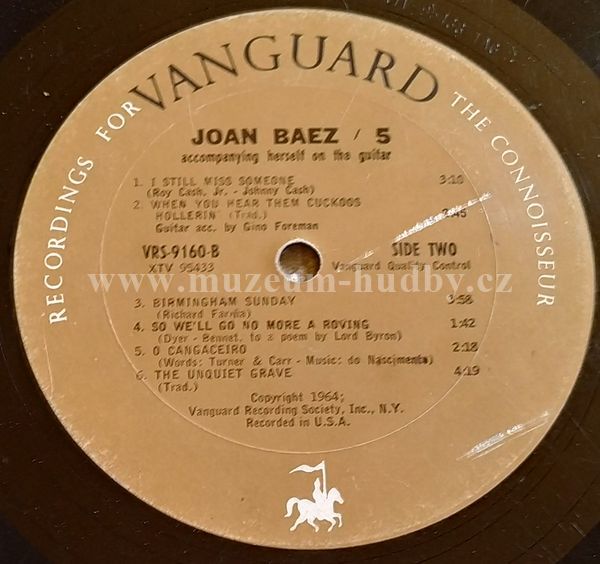 RECORDINGS FOR VANGUARD THE CONNOISSEUR
JOAN BAEZ / 5
accompanying herself on the guitar
1. I STILL MISS SOMEONE 3:10
(Roy Cash, Jr. - Johnny Cash)
2. WHEN YOU HEAR THEM CUCKOOS
HOLLERIN' (Trad.) 2:45
Guitar acc. by Gino Foreman
VRS-9160-B SIDE TWO
XTV 95433 Vanguard Quality Control
www.muzeum-hudby.cz
3. BIRMINGHAM SUNDAY 3:58
(Richard Fariña)
4. SO WE'LL GO NO MORE A ROVING 1:42
(Dyer - Bennet, to a poem by Lord Byron)
5. O CANGACEIRO 2:18
(Words: Turner & Carr - Music: do Nascimento)
6. THE UNQUIET GRAVE 4:19
(Trad.)
Copyright 1964;
Vanguard Recording Society, Inc., N.Y.
Recorded in U.S.A.